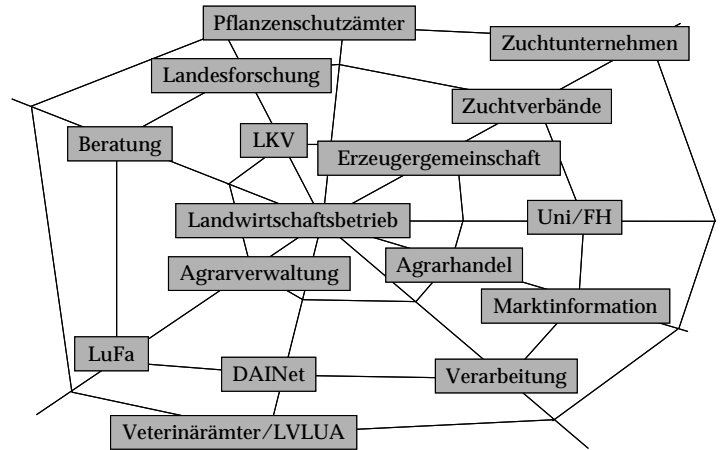 Pflanzenschutzämter
Zuchtunternehmen
Landesforschung
Zuchtverbände
Beratung
LKV
Erzeugergemeinschaft
Landwirtschaftsbetrieb
Uni/FH
Agrarverwaltung
Agrarhandel
Marktinformation
LuFa
DAINet
Verarbeitung
Veterinärämter/LVLUA